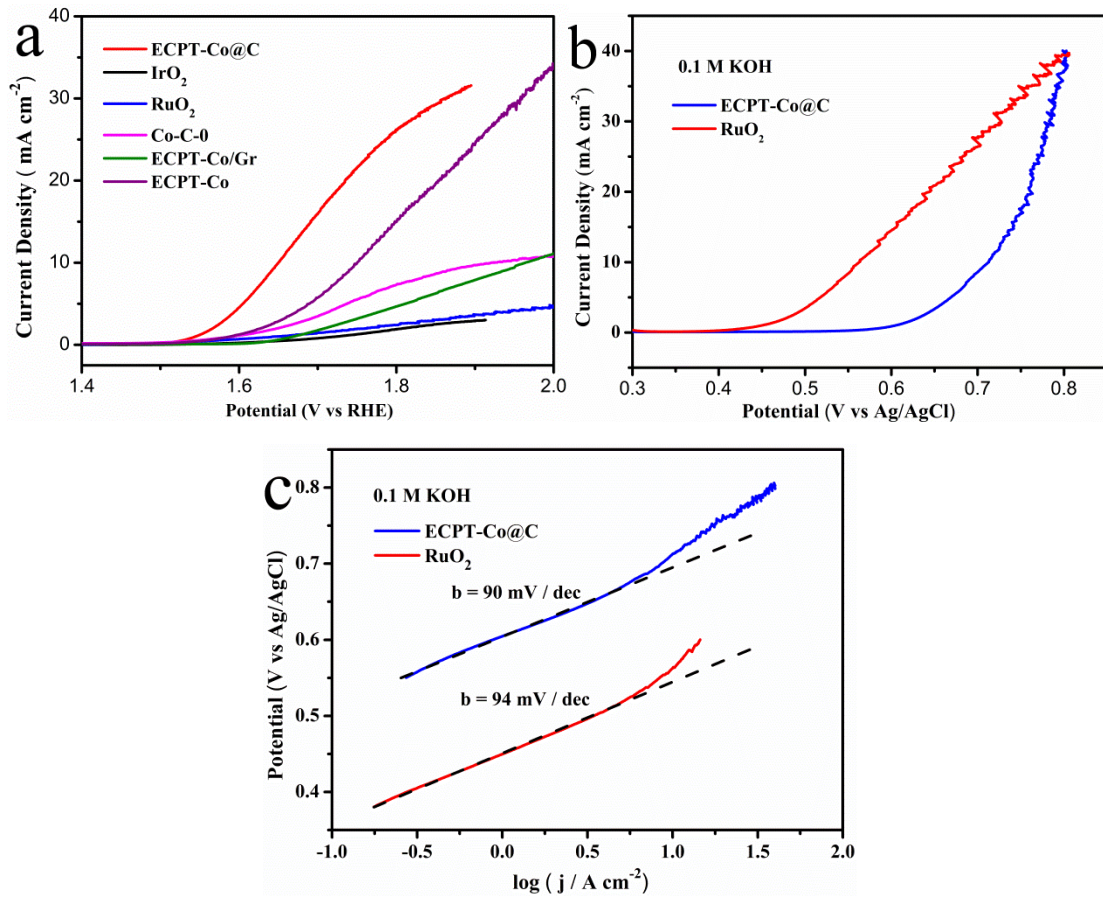 a
ECPT-Co@C
IrO₂
RuO₂
Co-C-0
ECPT-Co/Gr
ECPT-Co
40
30
20
10
0
Current Density ( mA cm⁻²)
1.4
1.6
1.8
2.0
Potential (V vs RHE)
b
0.1 M KOH
ECPT-Co@C
RuO₂
40
30
20
10
0
Current Density (mA cm⁻²)
0.3
0.4
0.5
0.6
0.7
0.8
Potential (V vs Ag/AgCl)
c
0.1 M KOH
ECPT-Co@C
RuO₂
b = 90 mV / dec
b = 94 mV / dec
0.8
0.7
0.6
0.5
0.4
Potential (V vs Ag/AgCl)
-1.0
-0.5
0.0
0.5
1.0
1.5
2.0
log ( j / A cm⁻²)